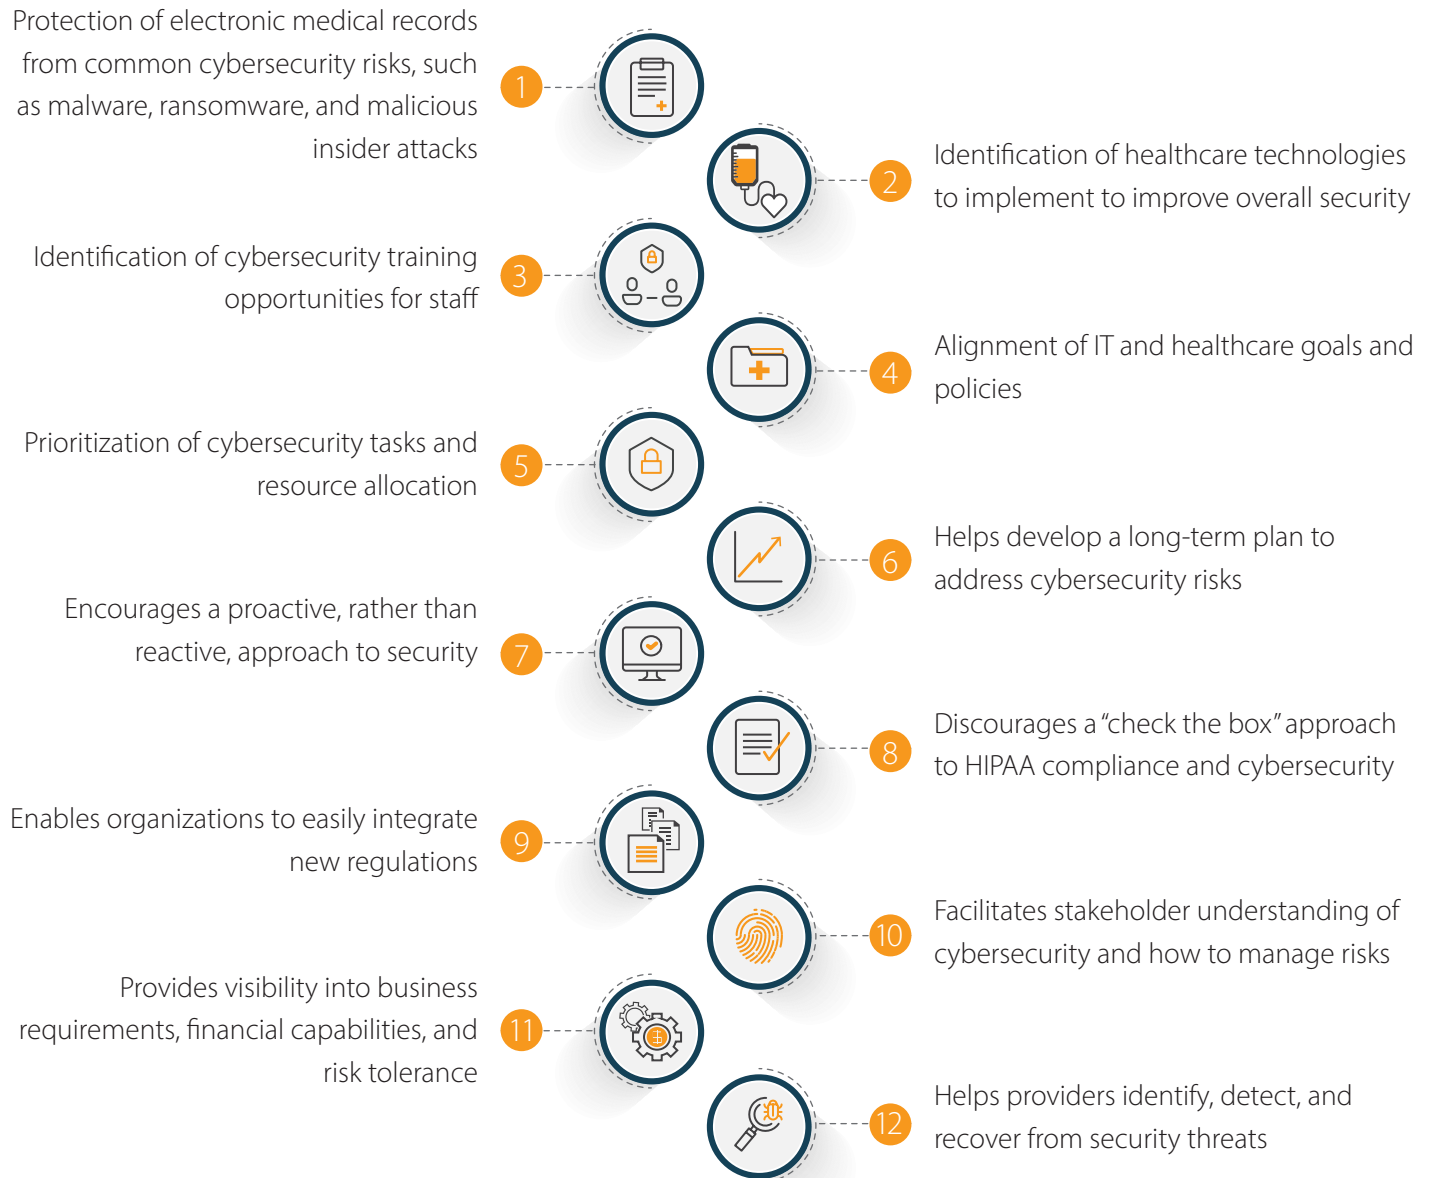 Protection of electronic medical records
from common cybersecurity risks, such
as malware, ransomware, and malicious
insider attacks
1
2
Identification of healthcare technologies
to implement to improve overall security
Identification of cybersecurity training
opportunities for staff
3
4
Alignment of IT and healthcare goals and
policies
Prioritization of cybersecurity tasks and
resource allocation
5
6
Helps develop a long-term plan to
address cybersecurity risks
Encourages a proactive, rather than
reactive, approach to security
7
8
Discourages a “check the box” approach
to HIPAA compliance and cybersecurity
Enables organizations to easily integrate
new regulations
9
10
Facilitates stakeholder understanding of
cybersecurity and how to manage risks
Provides visibility into business
requirements, financial capabilities, and
risk tolerance
11
12
Helps providers identify, detect, and
recover from security threats